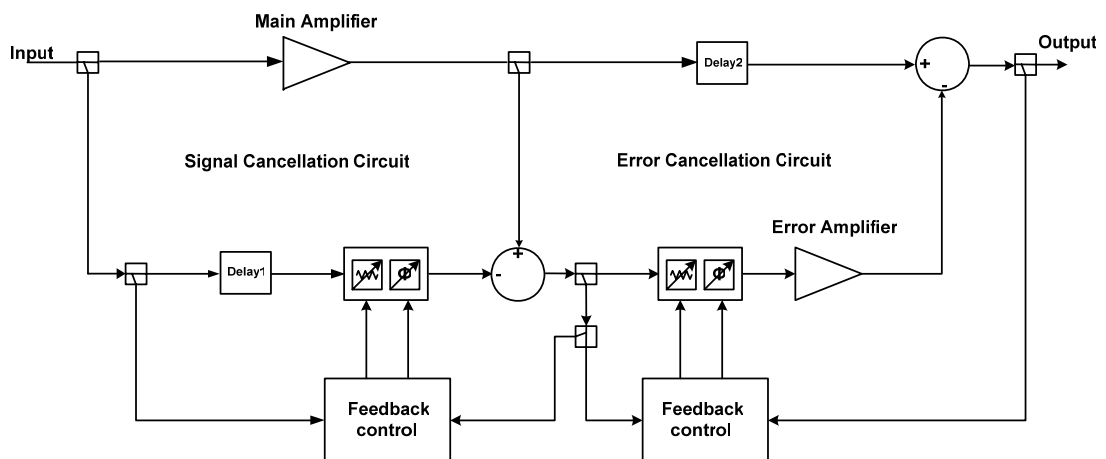 Main Amplifier
Input
Output
Delay2
+
-
Signal Cancellation Circuit
Error Cancellation Circuit
Error Amplifier
+
-
Delay1
Φ
Φ
Feedback
control
Feedback
control